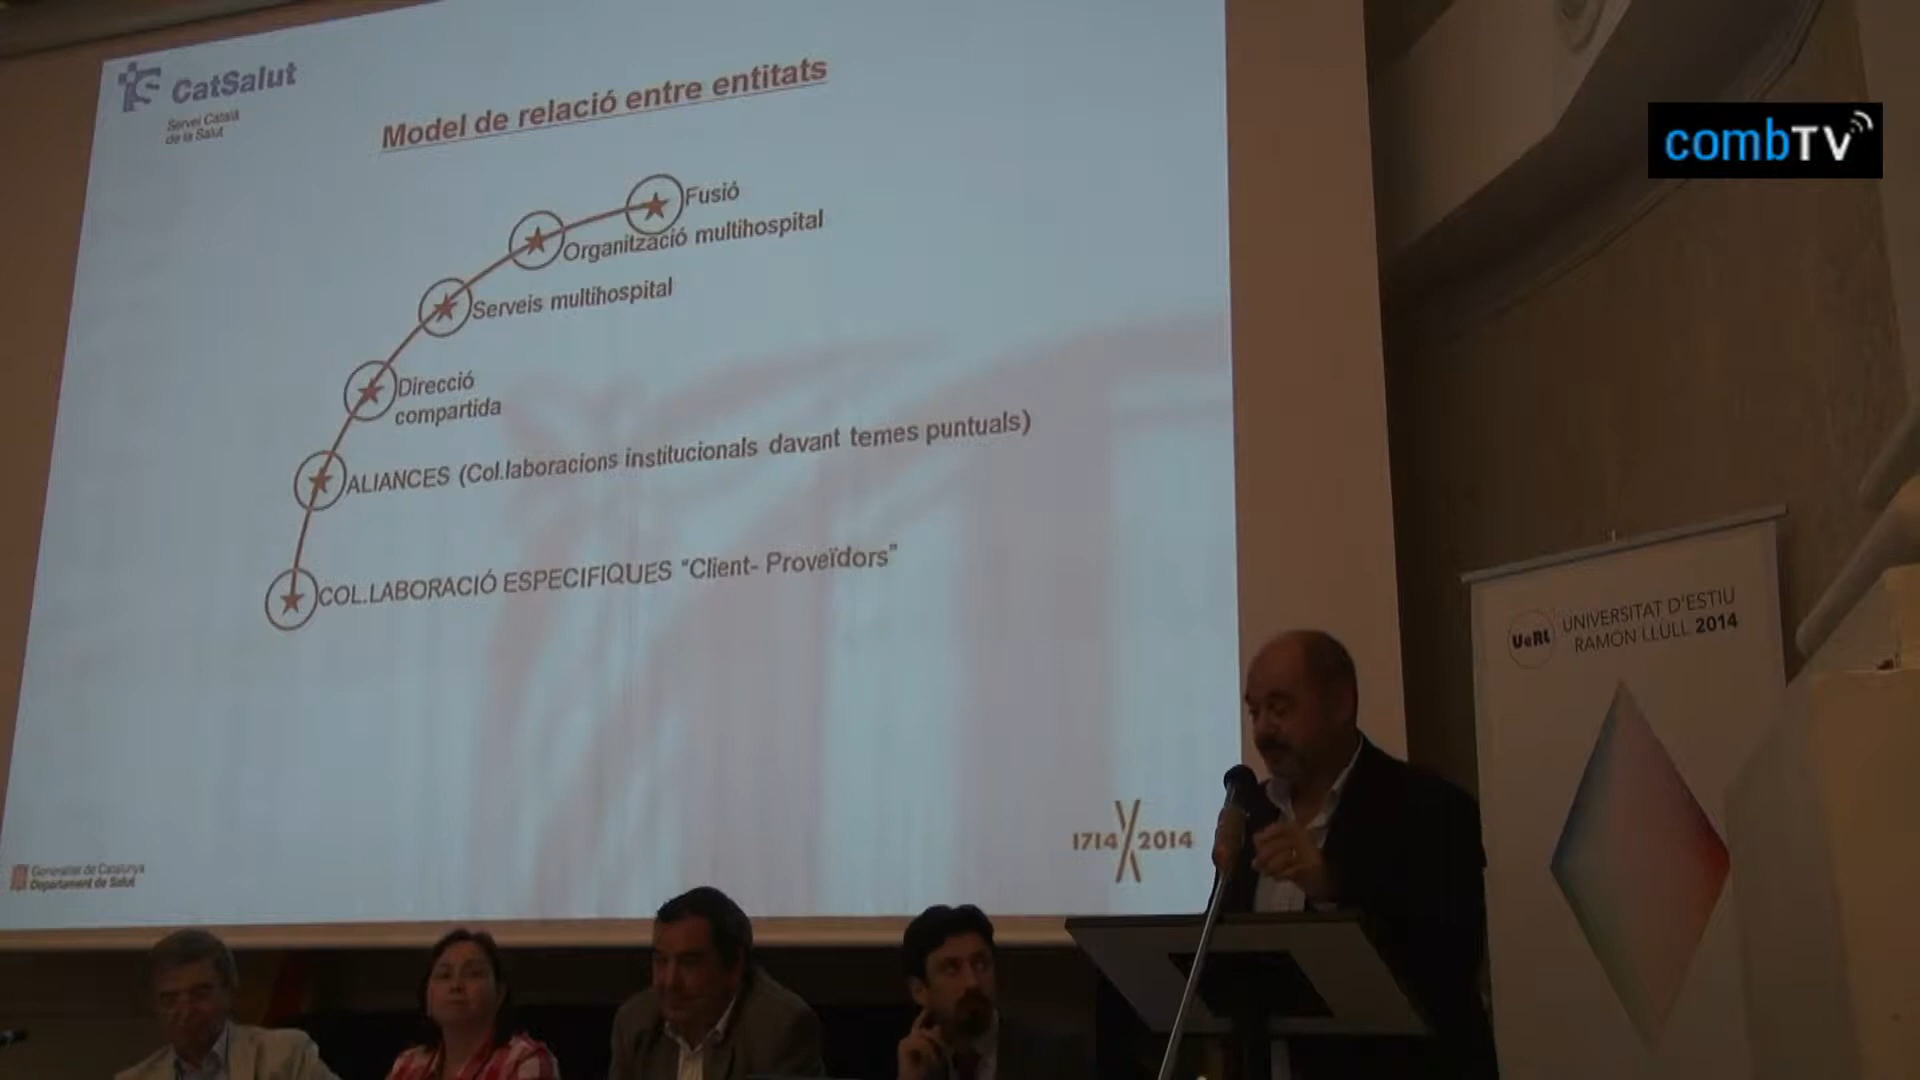 CatSalut
Servei Català
de la Salut
Model de relació entre entitats
Fusió
Organització multihospital
Serveis multihospital
Direcció
compartida
ALIANCES (Col.laboracions institucionals davant temes puntuals)
COL.LABORACIÓ ESPECIFIQUES “Client- Proveïdors”
1714 2014
Generalitat de Catalunya
Departament de Salut
combTV
UeRL
UNIVERSITAT D'ESTIU
RAMON LLULL 2014